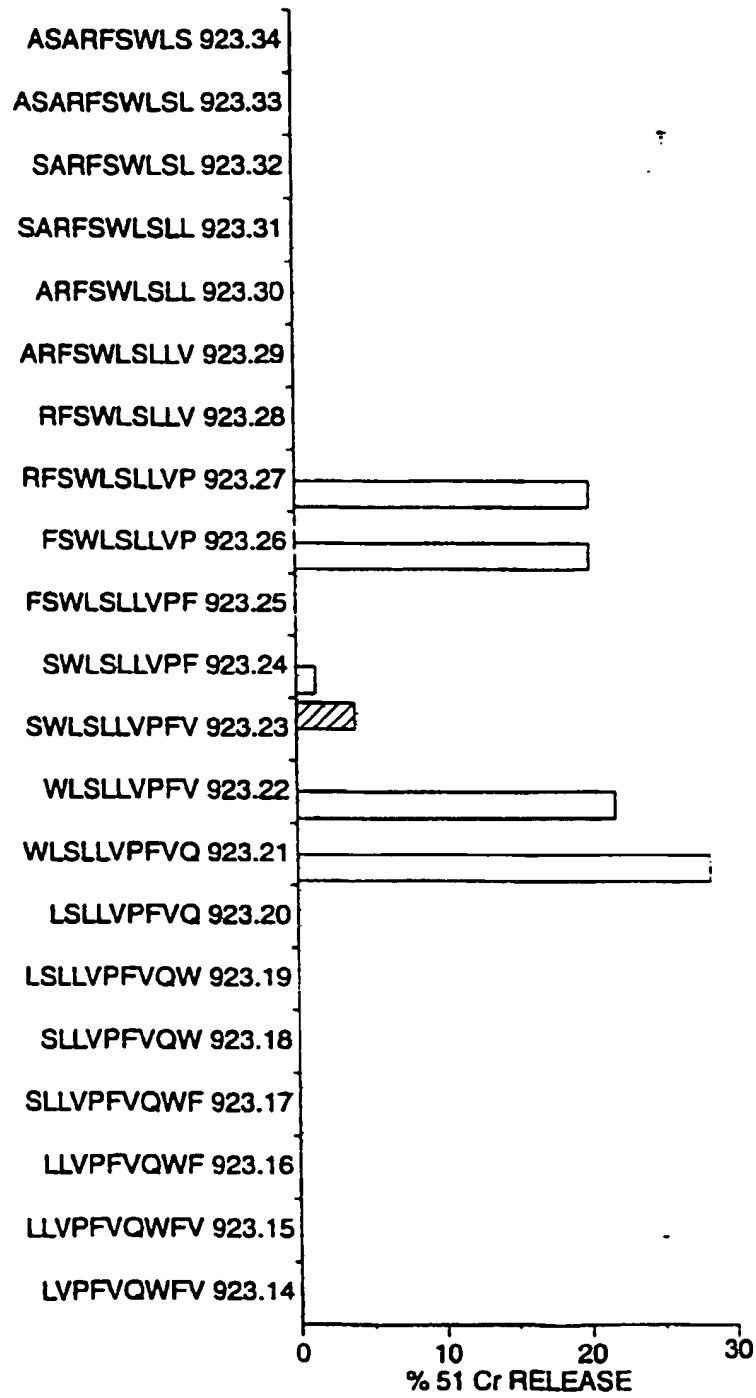 ASARFSWLS 923.34
ASARFSWLSL 923.33
SARFSWLSL 923.32
SARFSWLSLL 923.31
ARFSWLSLL 923.30
ARFSWLSLLV 923.29
RFSWLSLLV 923.28
RFSWLSLLVP 923.27
FSWLSLLVP 923.26
FSWLSLLVPF 923.25
SWLSLLVPF 923.24
SWLSLLVPFV 923.23
WLSLLVPFV 923.22
WLSLLVPFVQ 923.21
LSLLVPFVQ 923.20
LSLLVPFVQW 923.19
SLLVPFVQW 923.18
SLLVPFVQWF 923.17
LLVPFVQWF 923.16
LLVPFVQWFV 923.15
LVPFVQWFV 923.14
0 10 20 30
% 51 Cr RELEASE